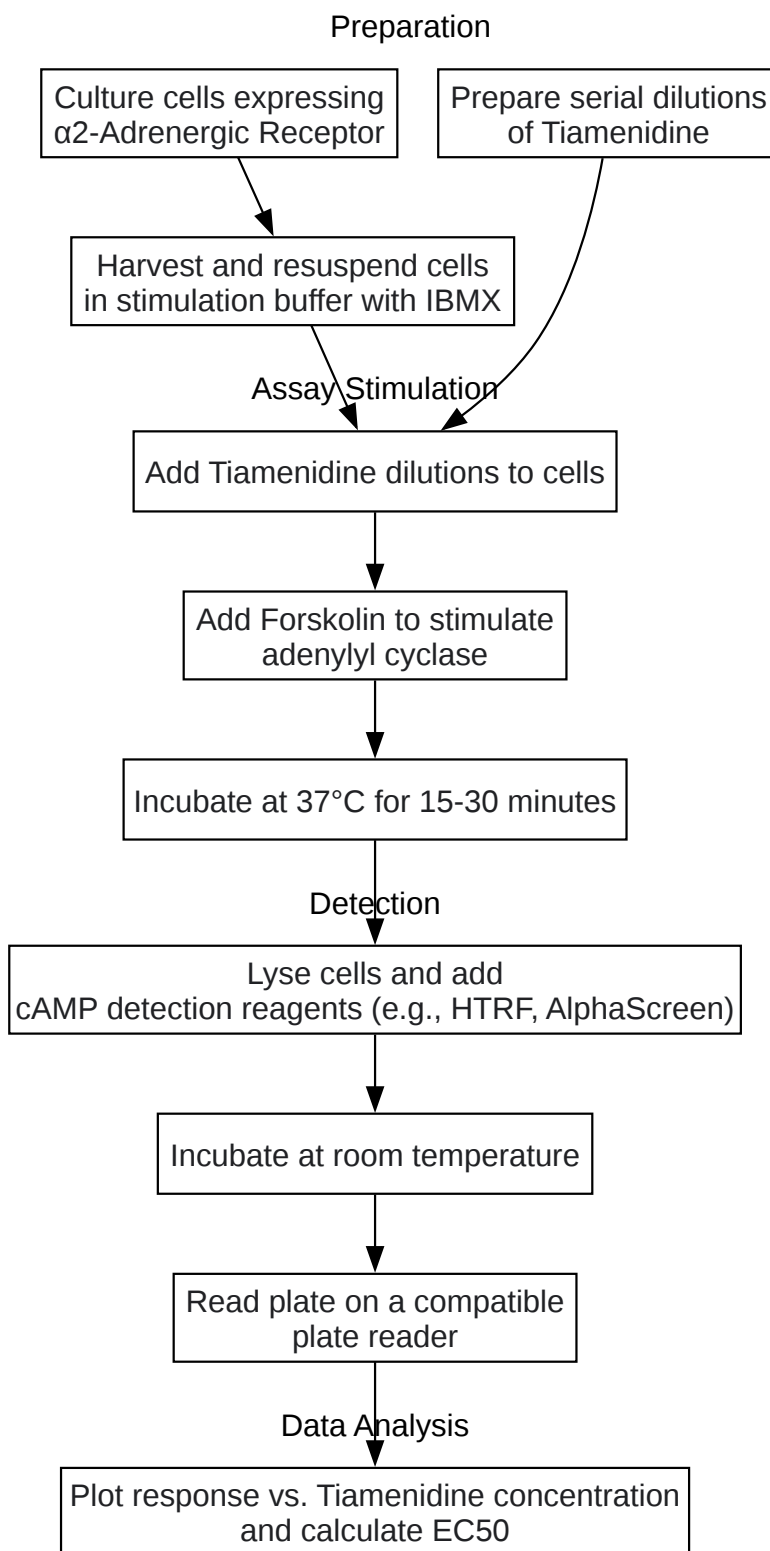 Preparation
Culture cells expressing
α2-Adrenergic Receptor
Prepare serial dilutions
of Tiamenidine
Harvest and resuspend cells
in stimulation buffer with IBMX
Assay Stimulation
Add Tiamenidine dilutions to cells
Add Forskolin to stimulate
adenylyl cyclase
Incubate at 37°C for 15-30 minutes
Detection
Lyse cells and add
cAMP detection reagents (e.g., HTRF, AlphaScreen)
Incubate at room temperature
Read plate on a compatible
plate reader
Data Analysis
Plot response vs. Tiamenidine concentration
and calculate EC50